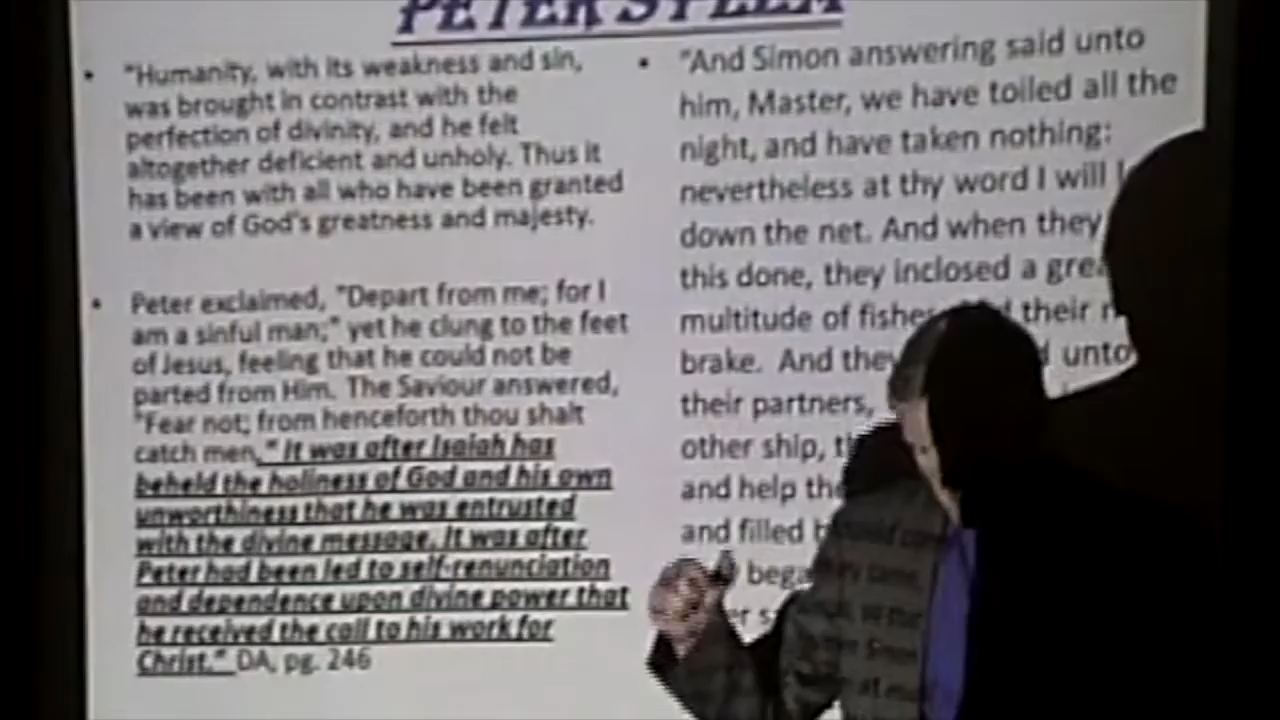 PETER'S PLEA
• "Humanity, with its weakness and sin,
was brought in contrast with the
perfection of divinity, and he felt
altogether deficient and unholy. Thus it
has been with all who have been granted
a view of God's greatness and majesty.
• Peter exclaimed, "Depart from me; for I
am a sinful man;" yet he clung to the feet
of Jesus, feeling that he could not be
parted from Him. The Saviour answered,
"Fear not; from henceforth thou shalt
catch men." It was after Isaiah has
beheld the holiness of God and his own
unworthiness that he was entrusted
with the divine message. It was after
Peter had been led to self-renunciation
and dependence upon divine power that
he received the call to his work for
Christ." DA, pg. 246
• "And Simon answering said unto
him, Master, we have toiled all the
night, and have taken nothing:
nevertheless at thy word I will
down the net. And when they
this done, they inclosed a
multitude of their
brake. And unto
their partners,
other ship,
and help
and filled